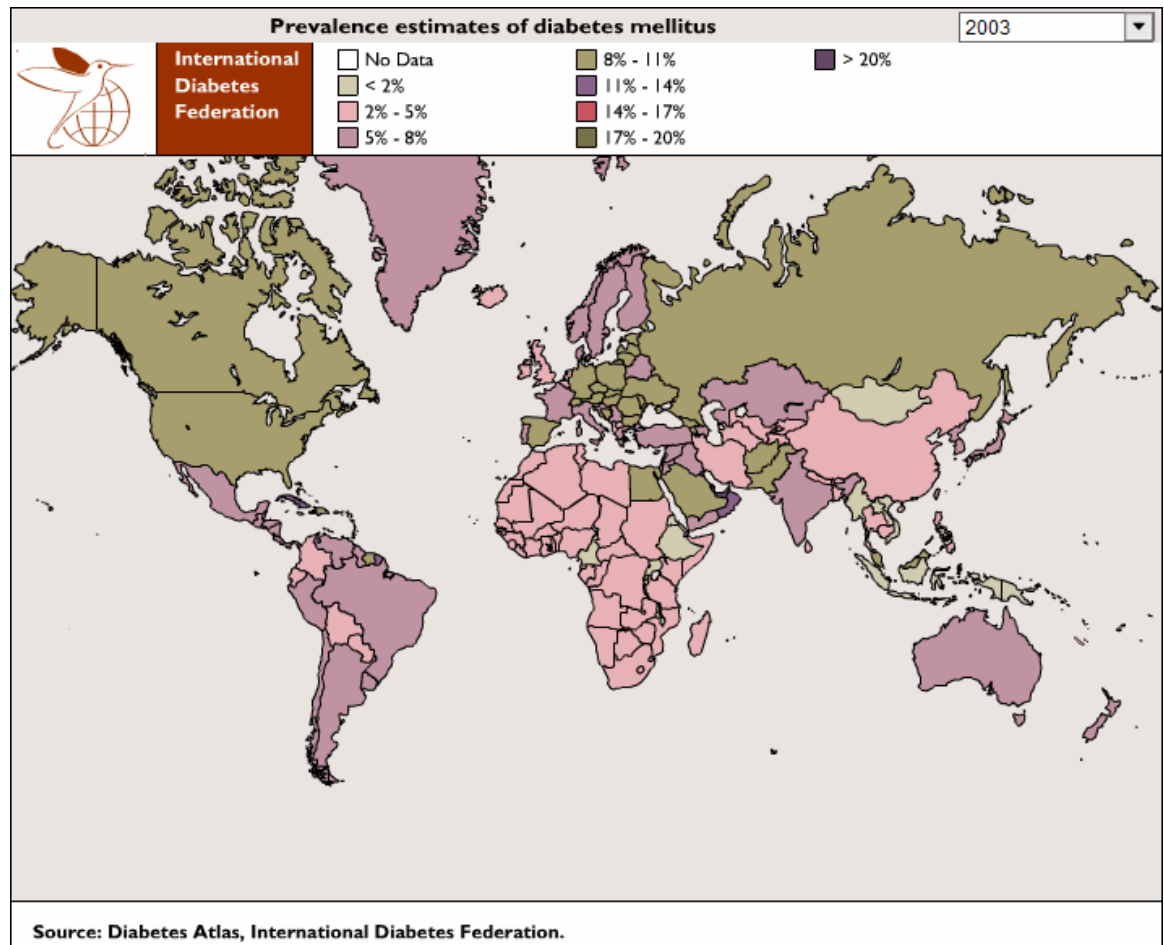 Prevalence estimates of diabetes mellitus
2003
International
Diabetes
Federation
No Data
< 2%
2% - 5%
5% - 8%
8% - 11%
11% - 14%
14% - 17%
17% - 20%
> 20%
Source: Diabetes Atlas, International Diabetes Federation.